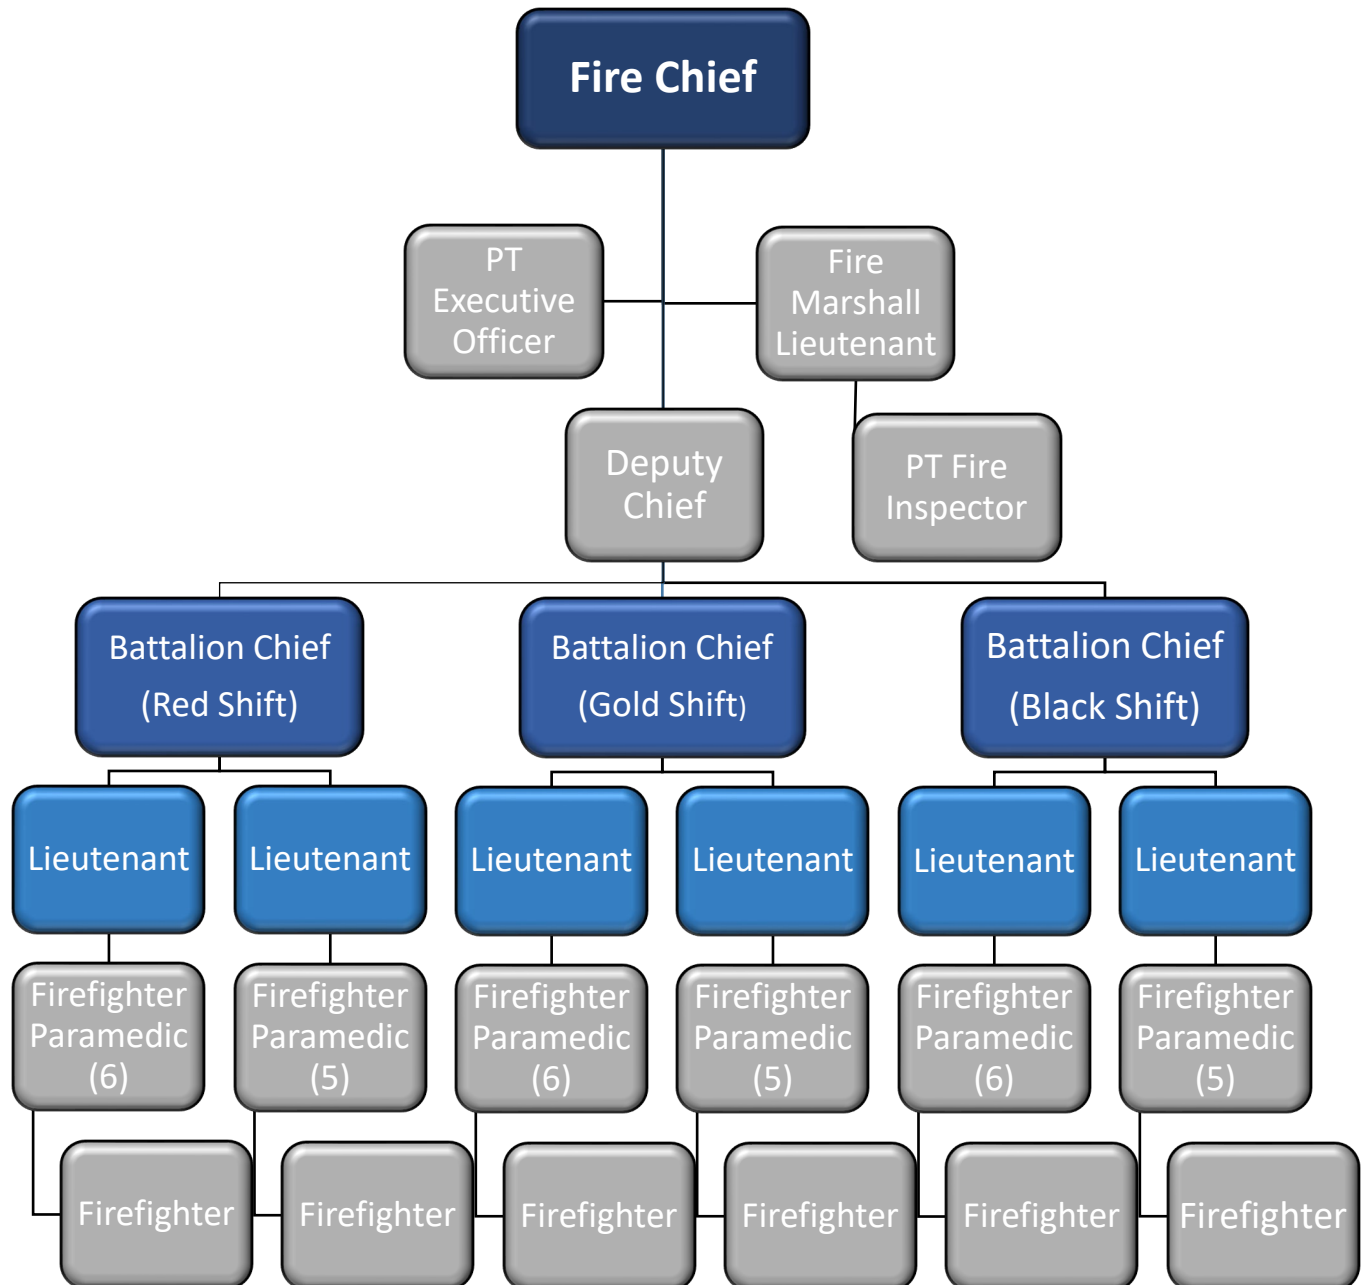 Fire Chief
PT
Executive
Officer
Fire
Marshall
Lieutenant
Deputy
Chief
PT Fire
Inspector
Battalion Chief
(Red Shift)
Battalion Chief
(Gold Shift)
Battalion Chief
(Black Shift)
Lieutenant
Lieutenant
Lieutenant
Lieutenant
Lieutenant
Lieutenant
Firefighter
Paramedic
(6)
Firefighter
Paramedic
(5)
Firefighter
Paramedic
(6)
Firefighter
Paramedic
(5)
Firefighter
Paramedic
(6)
Firefighter
Paramedic
(5)
Firefighter
Firefighter
Firefighter
Firefighter
Firefighter
Firefighter